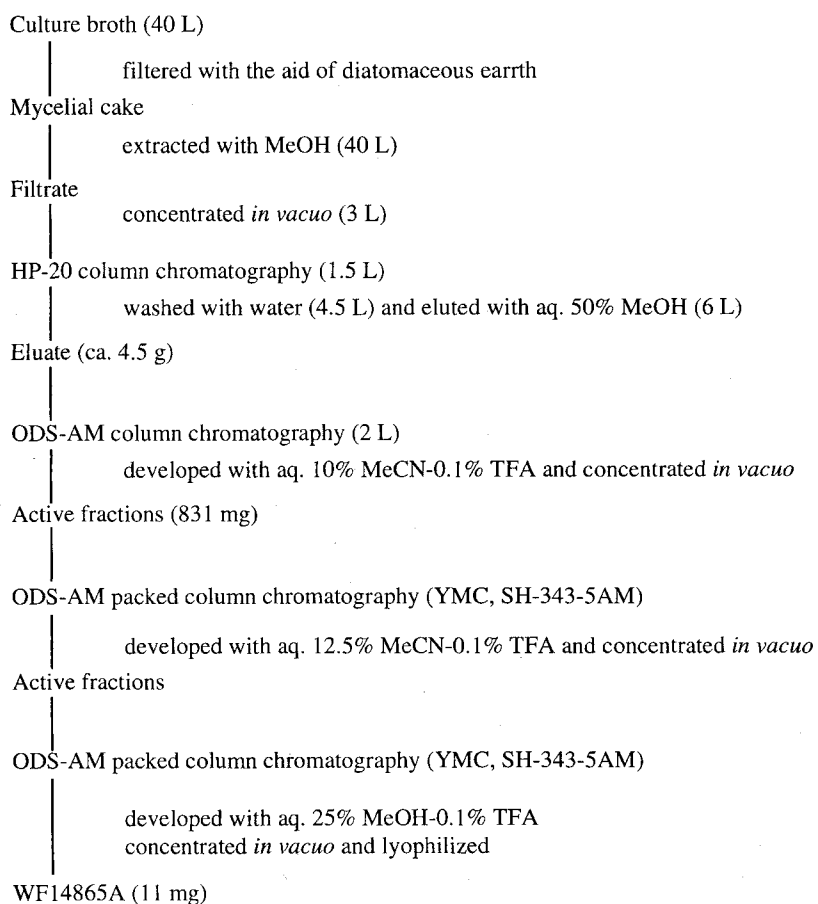 Culture broth (40 L)
filtered with the aid of diatomaceous earrth
Mycelial cake
extracted with MeOH (40 L)
Filtrate
concentrated in vacuo (3 L)
HP-20 column chromatography (1.5 L)
washed with water (4.5 L) and eluted with aq. 50% MeOH (6 L)
Eluate (ca. 4.5 g)
ODS-AM column chromatography (2 L)
developed with aq. 10% MeCN-0.1% TFA and concentrated in vacuo
Active fractions (831 mg)
ODS-AM packed column chromatography (YMC, SH-343-5AM)
developed with aq. 12.5% MeCN-0.1% TFA and concentrated in vacuo
Active fractions
ODS-AM packed column chromatography (YMC, SH-343-5AM)
developed with aq. 25% MeOH-0.1% TFA
concentrated in vacuo and lyophilized
WF14865A (11 mg)